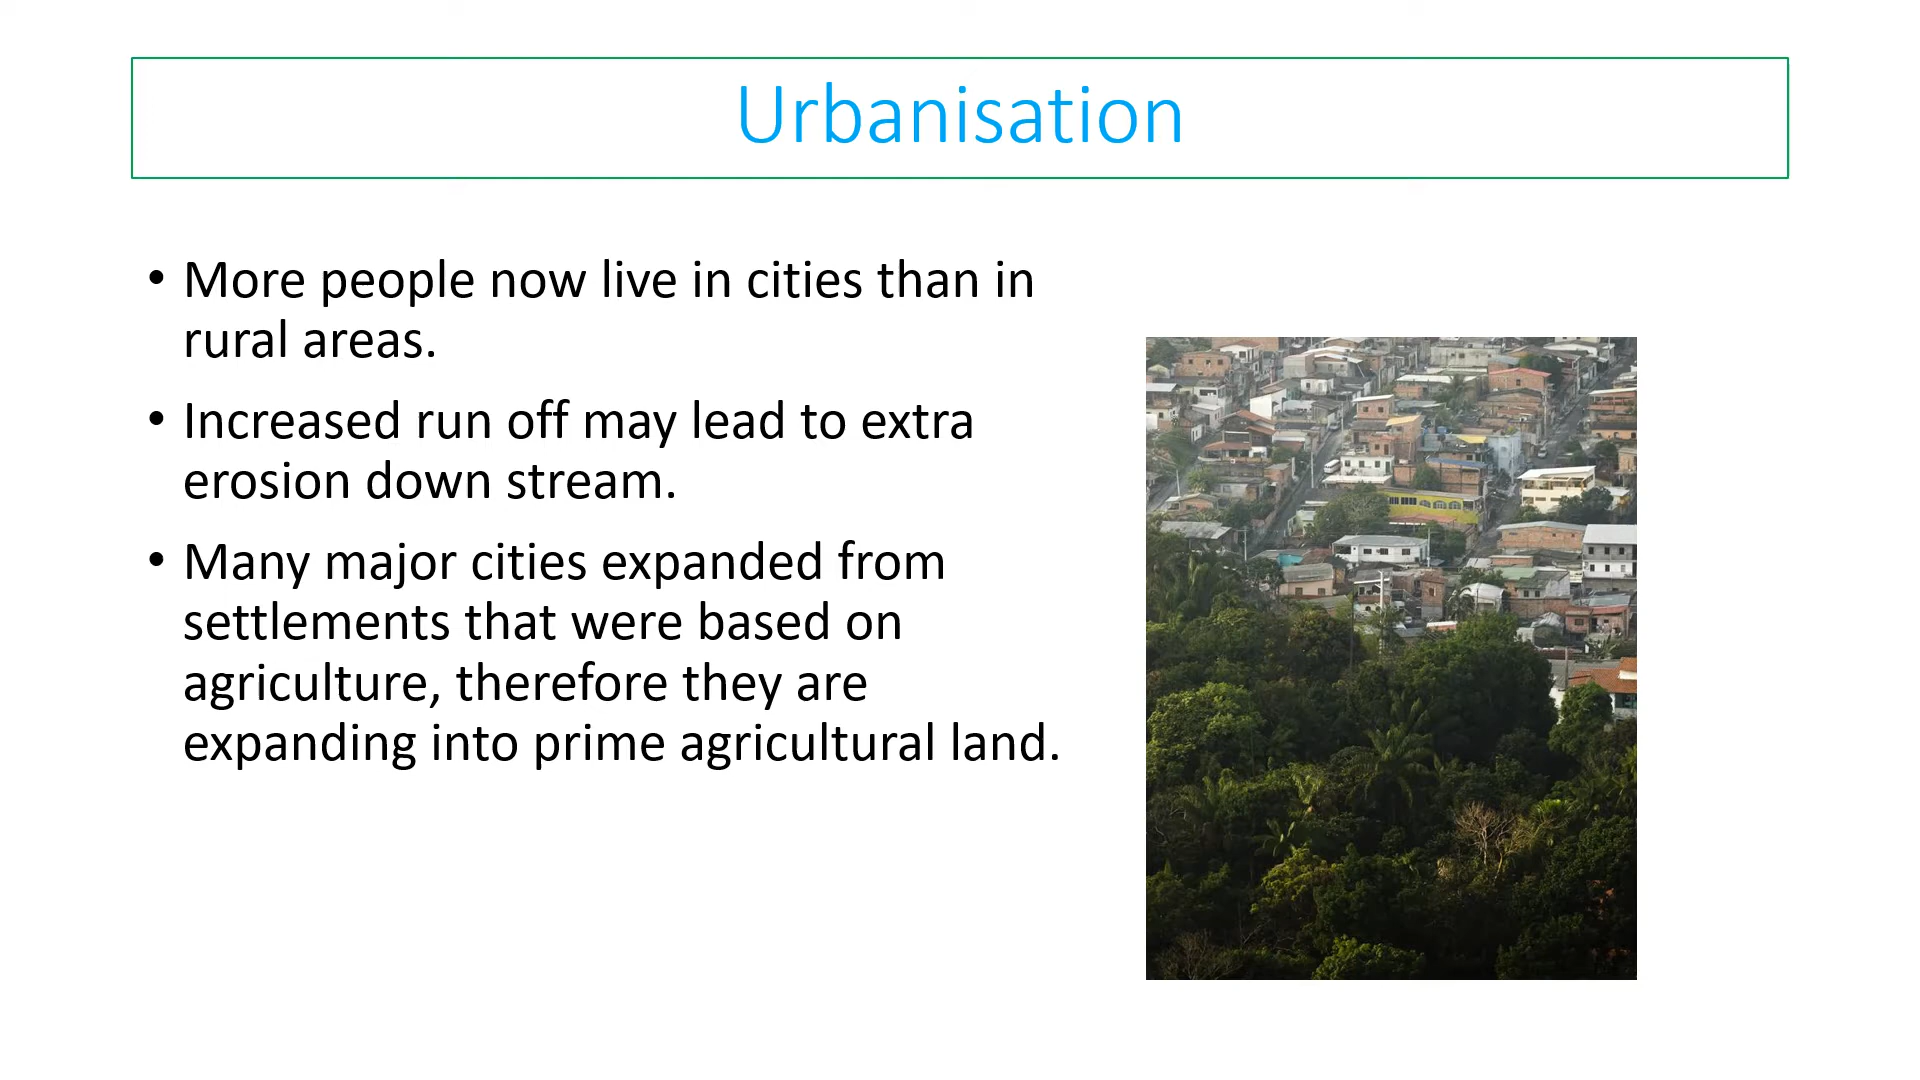 Urbanisation
• More people now live in cities than in
rural areas.
• Increased run off may lead to extra
erosion down stream.
• Many major cities expanded from
settlements that were based on
agriculture, therefore they are
expanding into prime agricultural land.